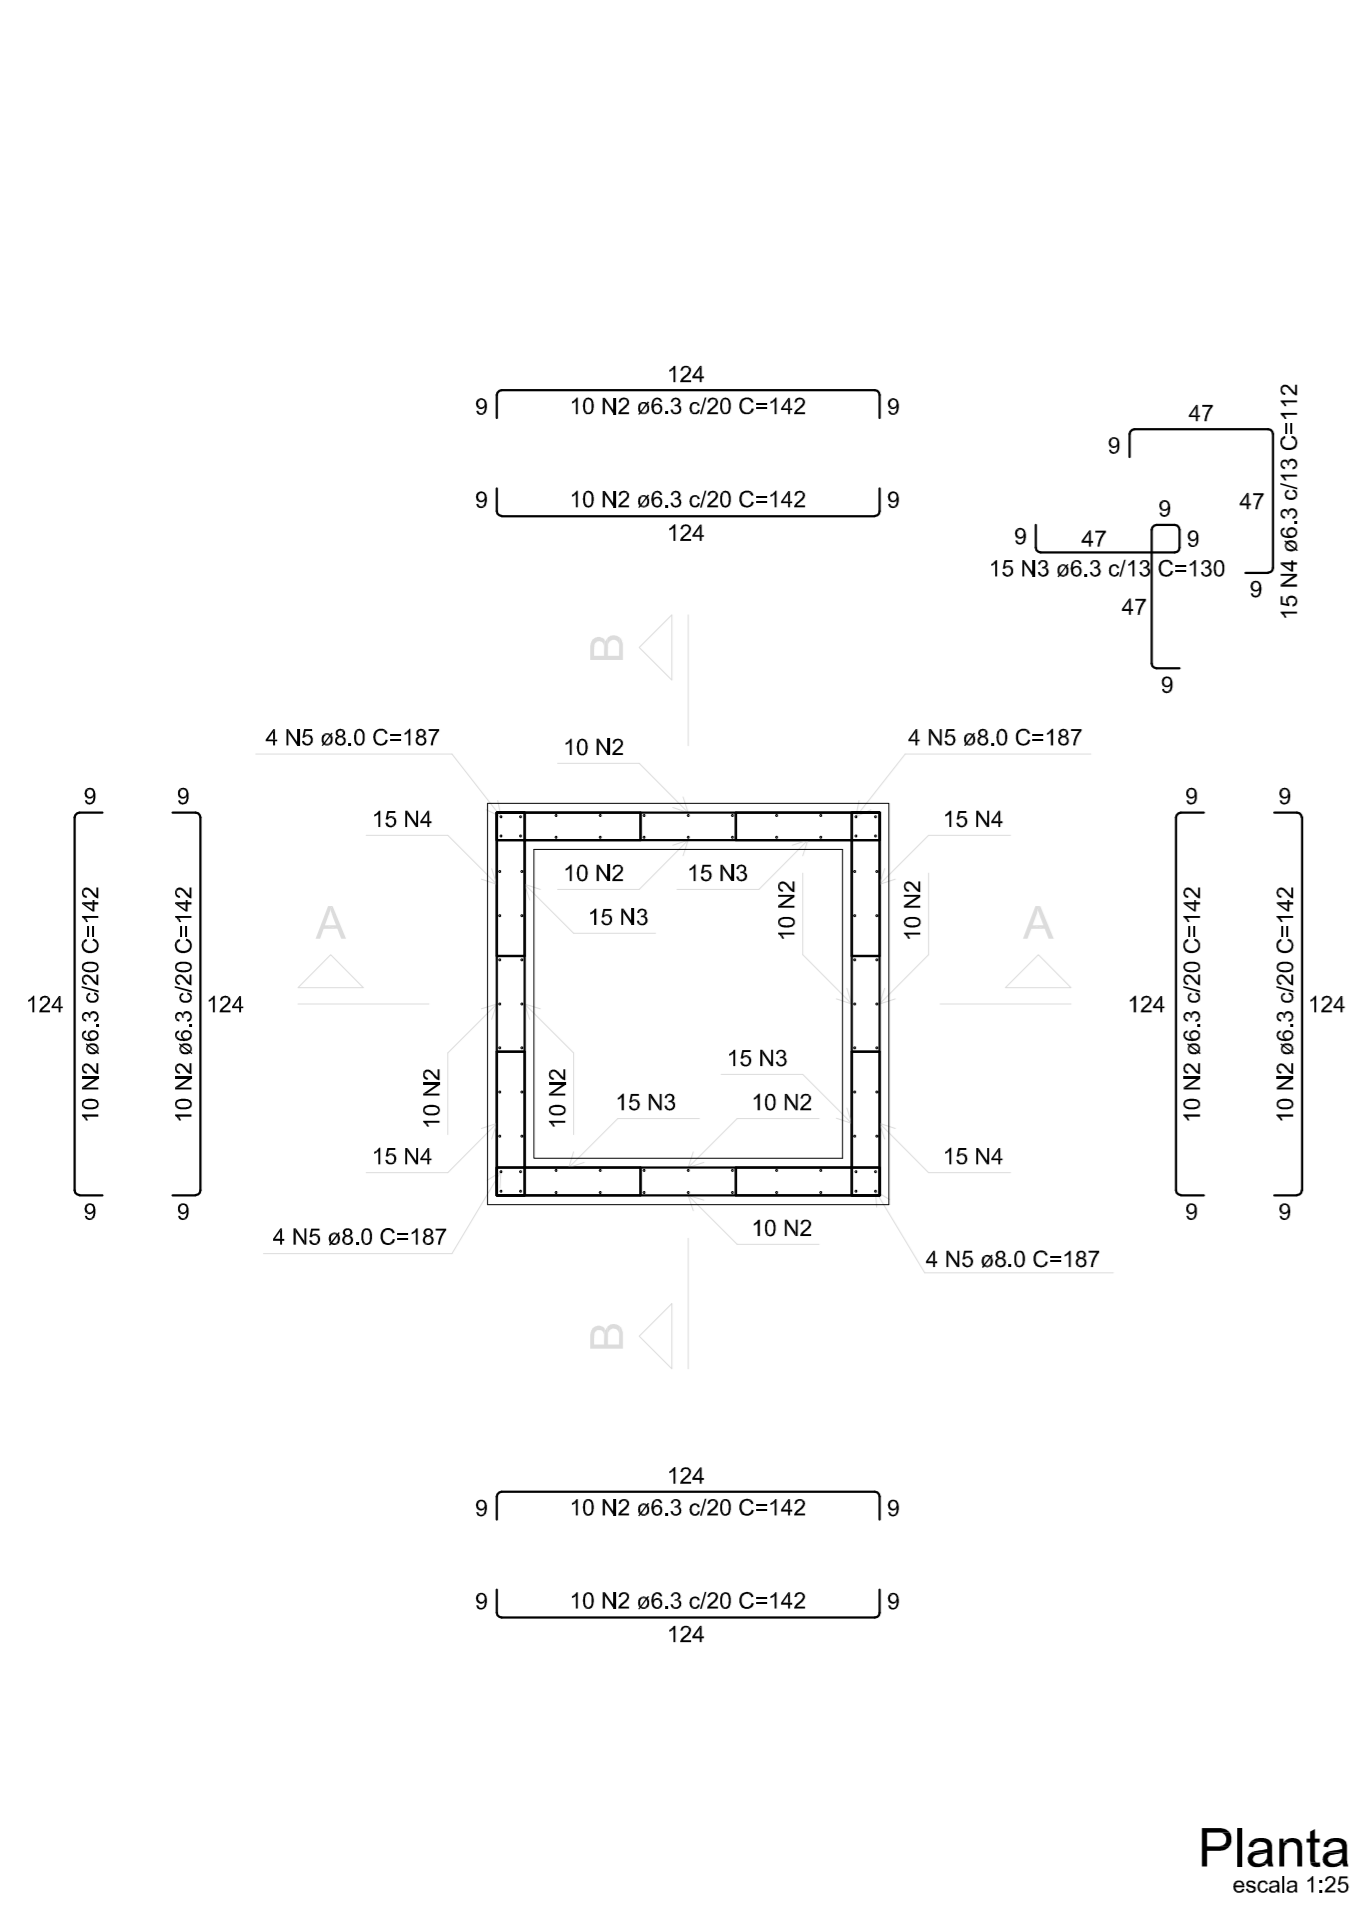 124
9 10 N2 ø6.3 c/20 C=142 9
9 10 N2 ø6.3 c/20 C=142 9
124
47
9
47
9
15 N4 ø6.3 c/13 C=112
9
9 47 9
15 N3 ø6.3 c/13 C=130
47
9
B
4 N5 ø8.0 C=187
10 N2
4 N5 ø8.0 C=187
15 N4
15 N4
10 N2
15 N3
15 N3
10 N2
10 N2
A
A
9
124
10 N2 ø6.3 c/20 C=142
9
9
10 N2 ø6.3 c/20 C=142
124
9
9
124
10 N2 ø6.3 c/20 C=142
9
9
10 N2 ø6.3 c/20 C=142
124
9
10 N2
10 N2
15 N3
15 N3
10 N2
15 N4
15 N4
10 N2
4 N5 ø8.0 C=187
4 N5 ø8.0 C=187
B
124
9 10 N2 ø6.3 c/20 C=142 9
9 10 N2 ø6.3 c/20 C=142 9
124
Planta
escala 1:25